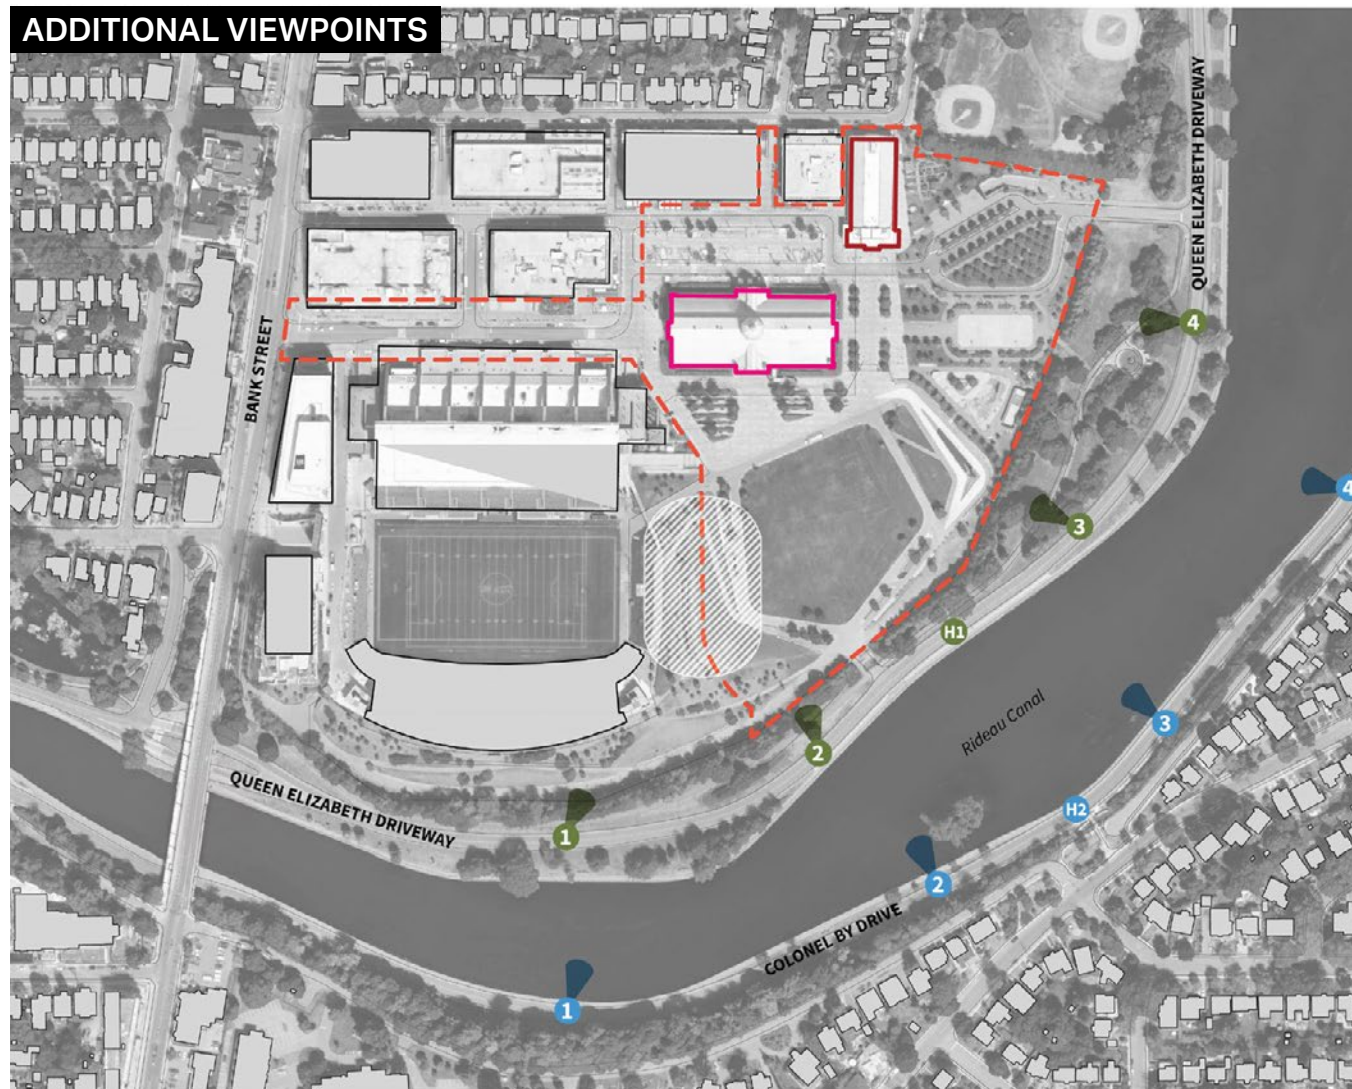 ADDITIONAL VIEWPOINTS
QUEEN ELIZABETH DRIVEWAY
4
BANK STREET
4
3
H1
Rideau Canal
3
2
QUEEN ELIZABETH DRIVEWAY
1
H2
2
COLONEL BY DRIVE
1